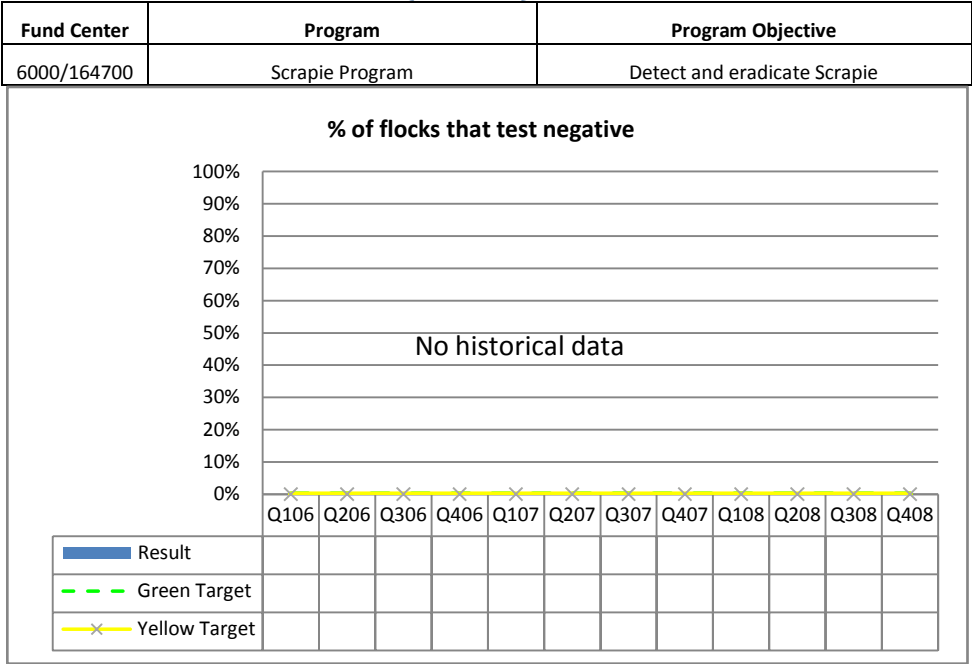 Fund Center Program Program Objective
6000/164700 Scrapie Program Detect and eradicate Scrapie
% of flocks that test negative
100%
90%
80%
70%
60%
50%
No historical data
40%
30%
20%
10%
0%
Q106 Q206 Q306 Q406 Q107 Q207 Q307 Q407 Q108 Q208 Q308 Q408
Result
Green Target
Yellow Target